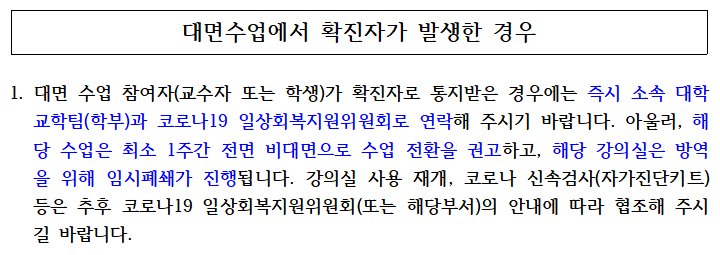 대면수업에서 확진자가 발생한 경우
1. 대면 수업 참여자(교수자 또는 학생)가 확진자로 통지받은 경우에는 즉시 소속 대학
교학팀(학부)과 코로나19 일상회복지원위원회로 연락해 주시기 바랍니다. 아울러, 해
당 수업은 최소 1주간 전면 비대면으로 수업 전환을 권고하고, 해당 강의실은 방역
을 위해 임시폐쇄가 진행됩니다. 강의실 사용 재개, 코로나 신속검사(자가진단키트)
등은 추후 코로나19 일상회복지원위원회(또는 해당부서)의 안내에 따라 협조해 주시
길 바랍니다.